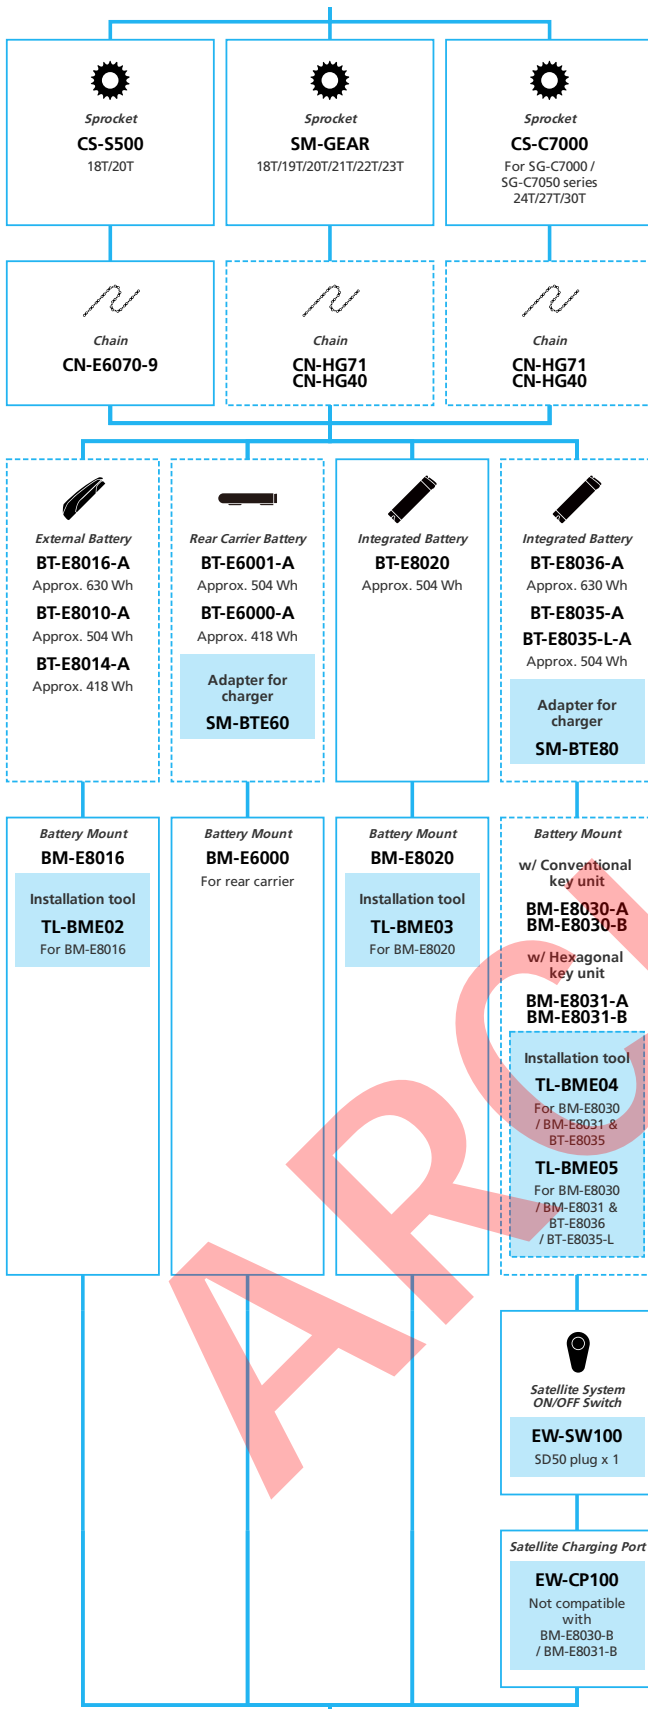 Sprocket
CS-S500
18T/20T
Sprocket
SM-GEAR
18T/19T/20T/21T/22T/23T
Sprocket
CS-C7000
For SG-C7000 /
SG-C7050 series
24T/27T/30T
Chain
CN-E6070-9
Chain
CN-HG71
CN-HG40
Chain
CN-HG71
CN-HG40
External Battery
BT-E8016-A
Approx. 630 Wh
BT-E8010-A
Approx. 504 Wh
BT-E8014-A
Approx. 418 Wh
Rear Carrier Battery
BT-E6001-A
Approx. 504 Wh
BT-E6000-A
Approx. 418 Wh
Adapter for
charger
SM-BTE60
Integrated Battery
BT-E8020
Approx. 504 Wh
Integrated Battery
BT-E8036-A
Approx. 630 Wh
BT-E8035-A
BT-E8035-L-A
Approx. 504 Wh
Adapter for
charger
SM-BTE80
Battery Mount
BM-E8016
Installation tool
TL-BME02
For BM-E8016
Battery Mount
BM-E6000
For rear carrier
Battery Mount
BM-E8020
Installation tool
TL-BME03
For BM-E8020
Battery Mount
w/ Conventional
key unit
BM-E8030-A
BM-E8030-B
w/ Hexagonal
key unit
BM-E8031-A
BM-E8031-B
Installation tool
TL-BME04
For BM-E8030
/ BM-E8031 &
BT-E8035
TL-BME05
For BM-E8030
/ BM-E8031 &
BT-E8036
/ BT-E8035-L
Satellite System
ON/OFF Switch
EW-SW100
SD50 plug x 1
Satellite Charging Port
EW-CP100
Not compatible
with
BM-E8030-B
/ BM-E8031-B